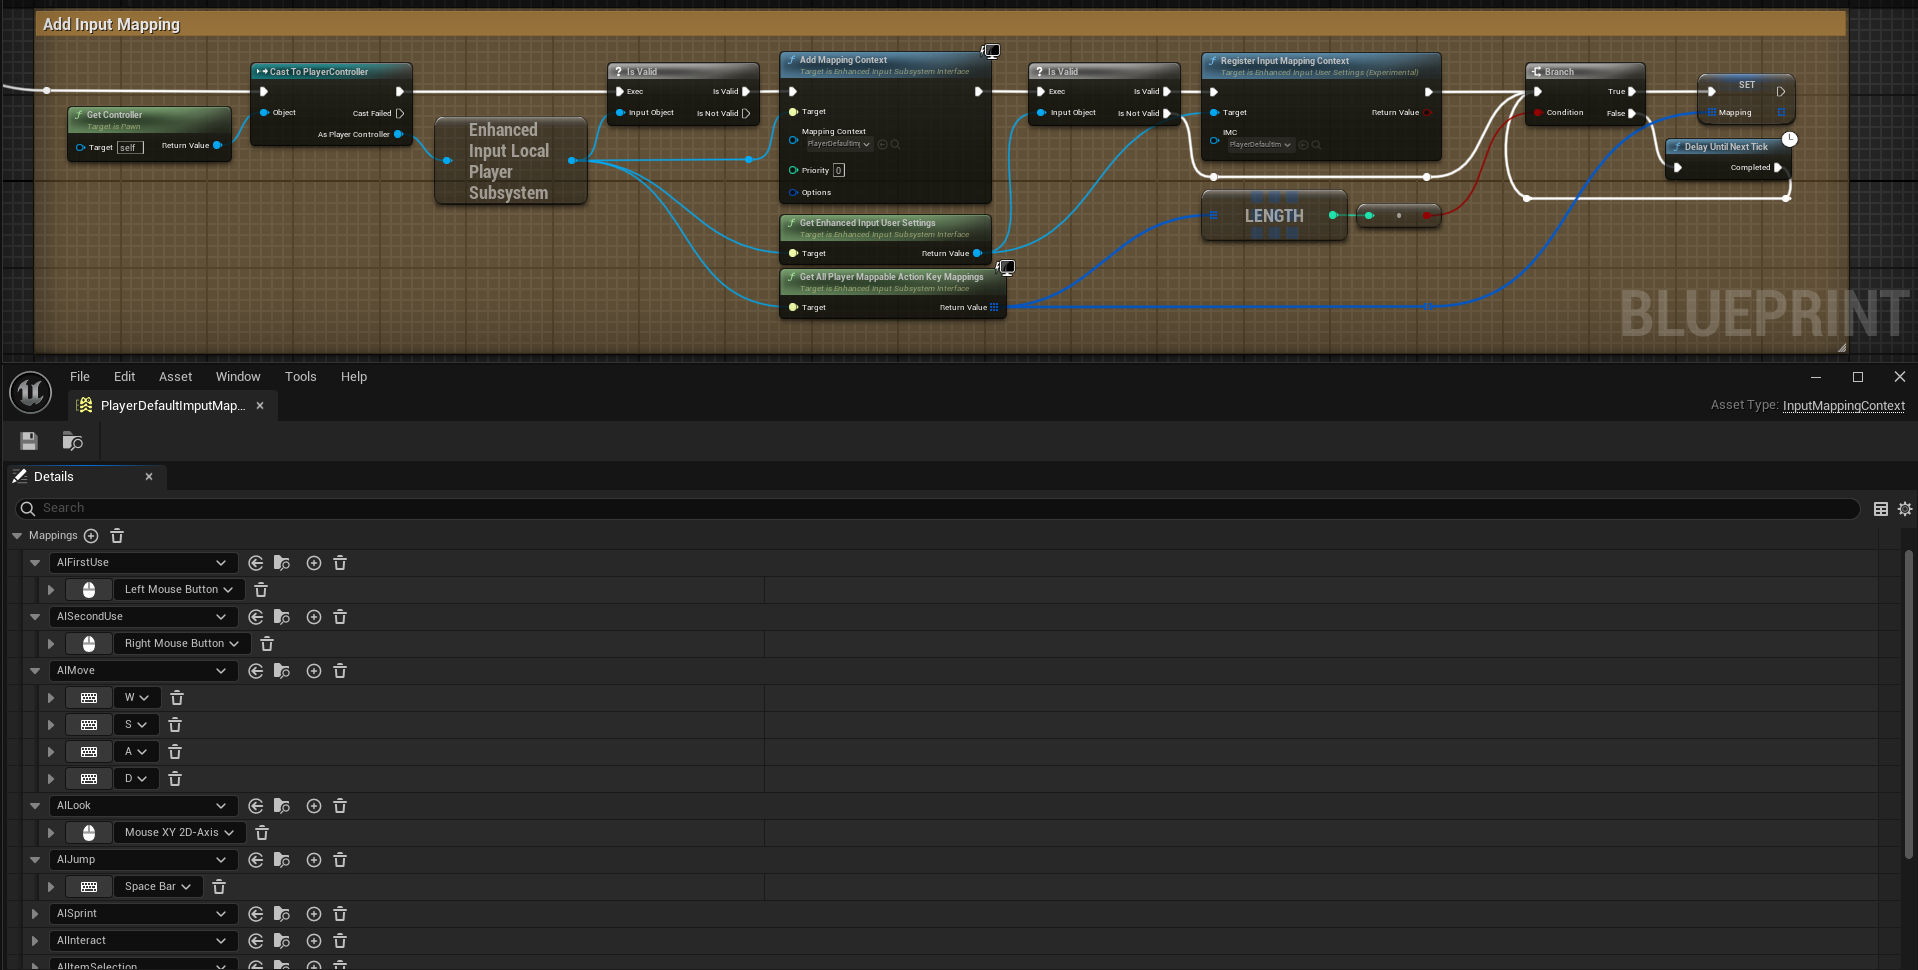 Add Input Mapping
Cast To PlayerController
Object
Cast Failed
As Player Controller
Get Controller
Target is Pawn
Target self
Return Value
Enhanced
Input Local
Player
Subsystem
Is Valid
Exec Is Valid
Input Object Is Not Valid
Add Mapping Context
Target is Enhanced Input Subsystem Interface
Target
Mapping Context
PlayerDefaultImp
Priority 0
Options
Get Enhanced Input User Settings
Target is Enhanced Input Subsystem Interface
Target Return Value
Get All Player Mappable Action Key Mappings
Target is Enhanced Input Subsystem Interface
Target Return Value
Is Valid
Exec Is Valid
Input Object Is Not Valid
Register Input Mapping Context
Target is Enhanced Input User Settings (Experimental)
Target Return Value
IMC
PlayerDefaultIm
LENGTH
Branch
True
Condition False
SET
Mapping
Delay Until Next Tick
Completed
BLUEPRINT
File Edit Asset Window Tools Help
PlayerDefaultImputMap...
Asset Type: InputMappingContext
Details
Search
Mappings
AIFirstUse
Left Mouse Button
AISecondUse
Right Mouse Button
AIMove
W
S
A
D
AILook
Mouse XY 2D-Axis
AIJump
Space Bar
AISprint
AIInteract
AIItemSelection